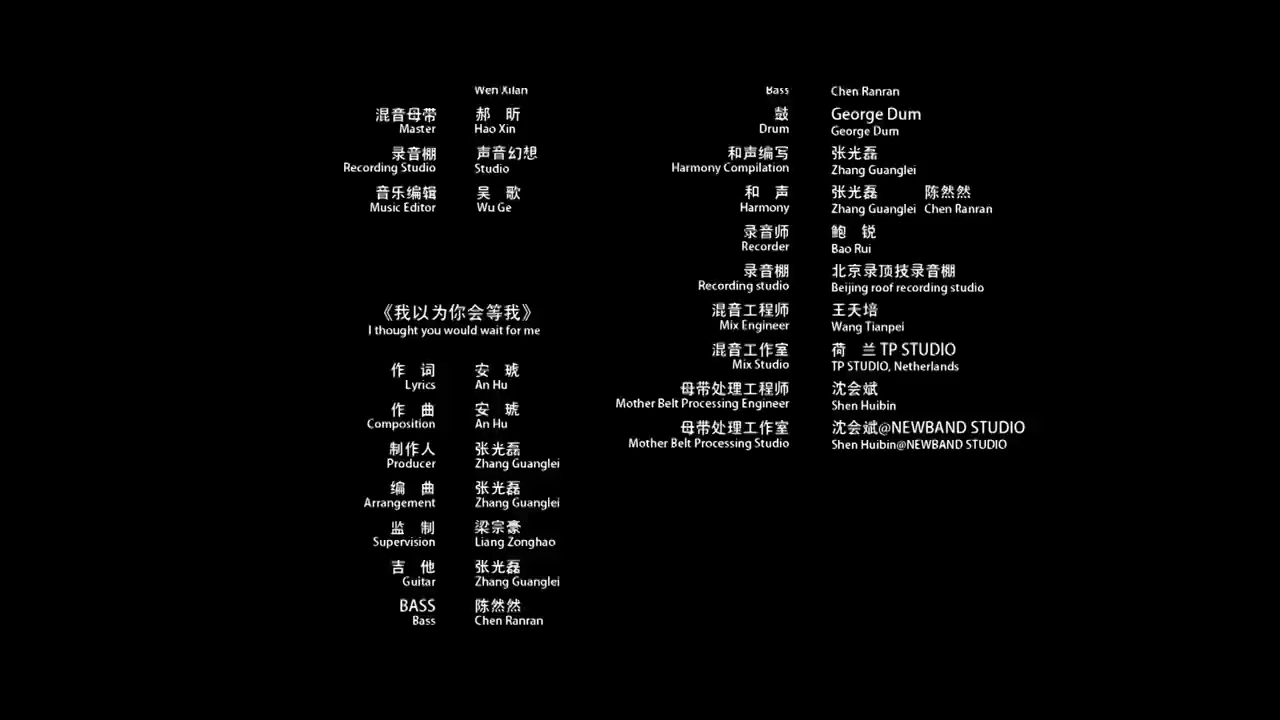 Wen Xilan
混音母带 郝 昕
Master Hao Xin
录音棚 声音幻想
Recording Studio Studio
音乐编辑 吴 歌
Music Editor Wu Ge
《我以为你会等我》
I thought you would wait for me
作 词 安 琥
Lyrics An Hu
作 曲 安 琥
Composition An Hu
制作人 张光磊
Producer Zhang Guanglei
编 曲 张光磊
Arrangement Zhang Guanglei
监 制 梁宗豪
Supervision Liang Zonghao
吉 他 张光磊
Guitar Zhang Guanglei
BASS 陈然然
Bass Chen Ranran
Bass Chen Ranran
鼓 George Dum
Drum George Dum
和声编写 张光磊
Harmony Compilation Zhang Guanglei
和 声 张光磊 陈然然
Harmony Zhang Guanglei Chen Ranran
录音师 鲍 锐
Recorder Bao Rui
录音棚 北京录顶技录音棚
Recording studio Beijing roof recording studio
混音工程师 王天培
Mix Engineer Wang Tianpei
混音工作室 荷 兰 TP STUDIO
Mix Studio TP STUDIO, Netherlands
母带处理工程师 沈会斌
Mother Belt Processing Engineer Shen Huibin
母带处理工作室 沈会斌@NEWBAND STUDIO
Mother Belt Processing Studio Shen Huibin@NEWBAND STUDIO